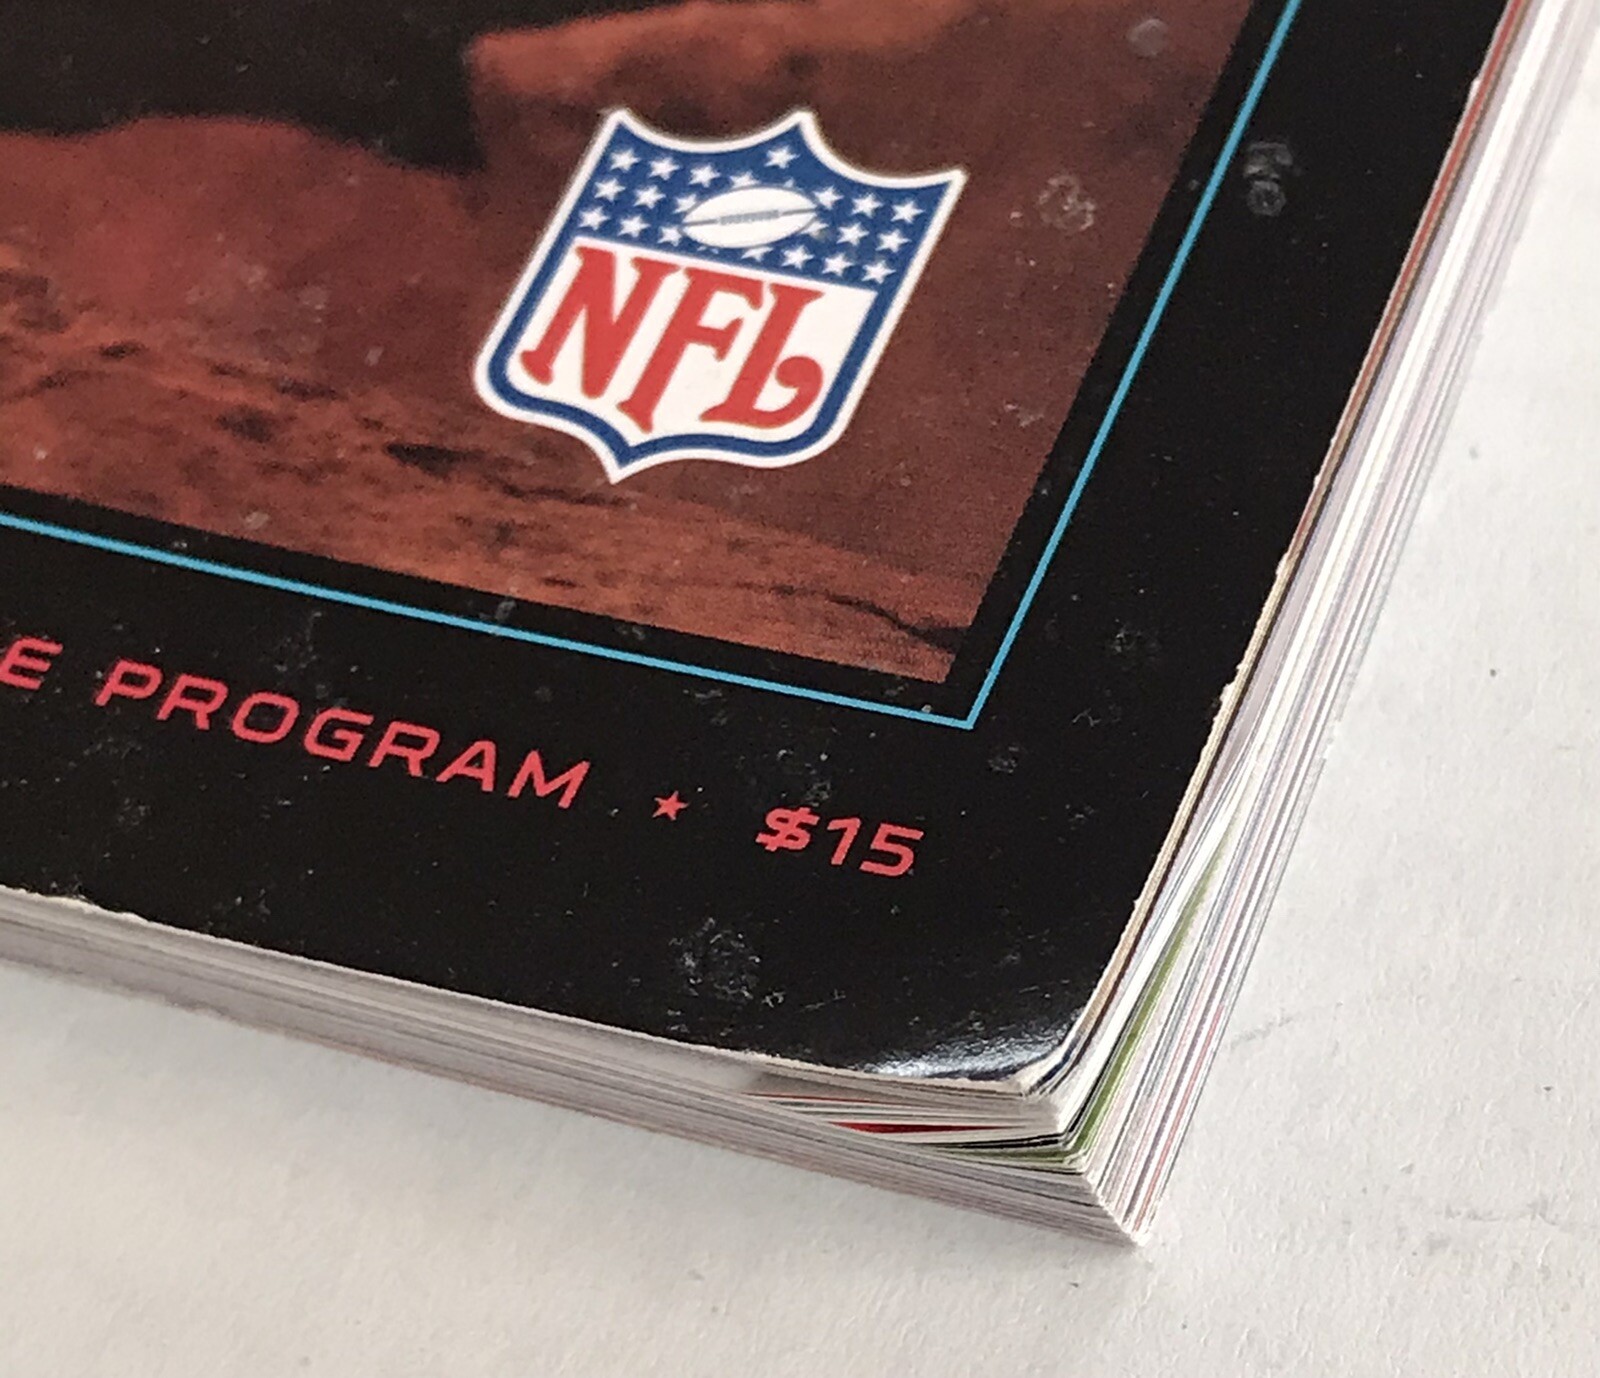 NFL
E PROGRAM ★ $15